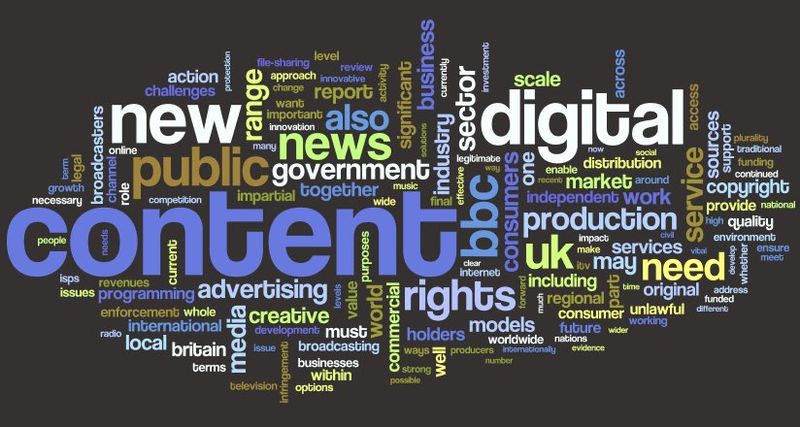 protection
level
file-sharing
approach
review
innovative
action
challenges
change
currently
business
investment
scale
across
activity
significant
range
want
report
important
innovation
also
solutions
sector
digital
access
new
many
news
industry
broadcasters
online
legal
term
channel
role
public
government
legitimate
effective
way
one
now
social
enable
distribution
recent
market
around
service
sources
support
plurality
traditional
funding
continued
copyright
growth
necessary
competition
impartial
together
music
wide
final
bbc
consumers
independent
work
provide
national
content
people
needs
production
high
quality
civil
impact
uk
make
services
vital
environment
ensure
whether
meet
develop
itv
may
need
clear
internet
isps
issues
revenues
programming
current
advertising
levels
value
purposes
world
commercial
rights
forward
including
much
regional
part
time
original
address
funded
different
enforcement
whole
creative
radio
international
media
development
must
holders
models
future
consumer
unlawful
wider
working
local
britain
issue
broadcasting
ways
producers
worldwide
nations
internationally
evidence
terms
businesses
within
well
number
television
infringement
options
strong
possible